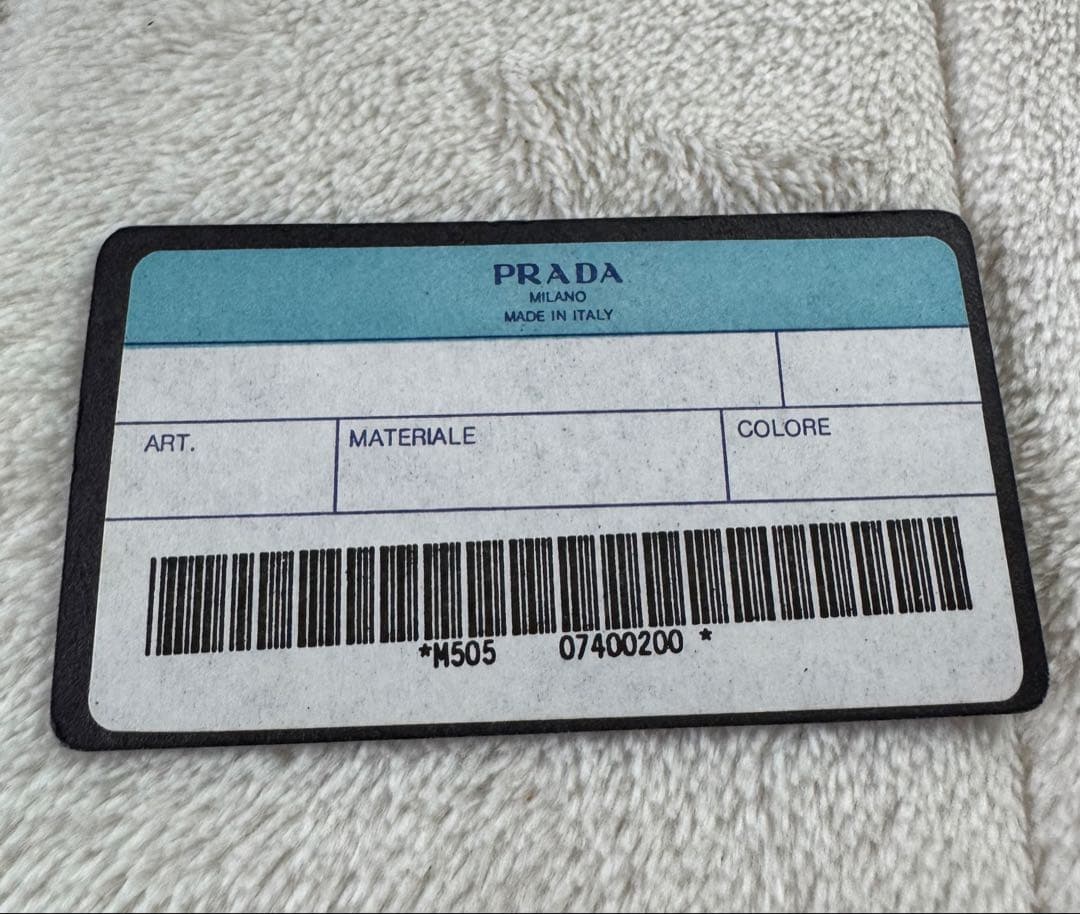 PRADA
MILANO
MADE IN ITALY
ART. MATERIALE COLORE
*M505 07400200 *